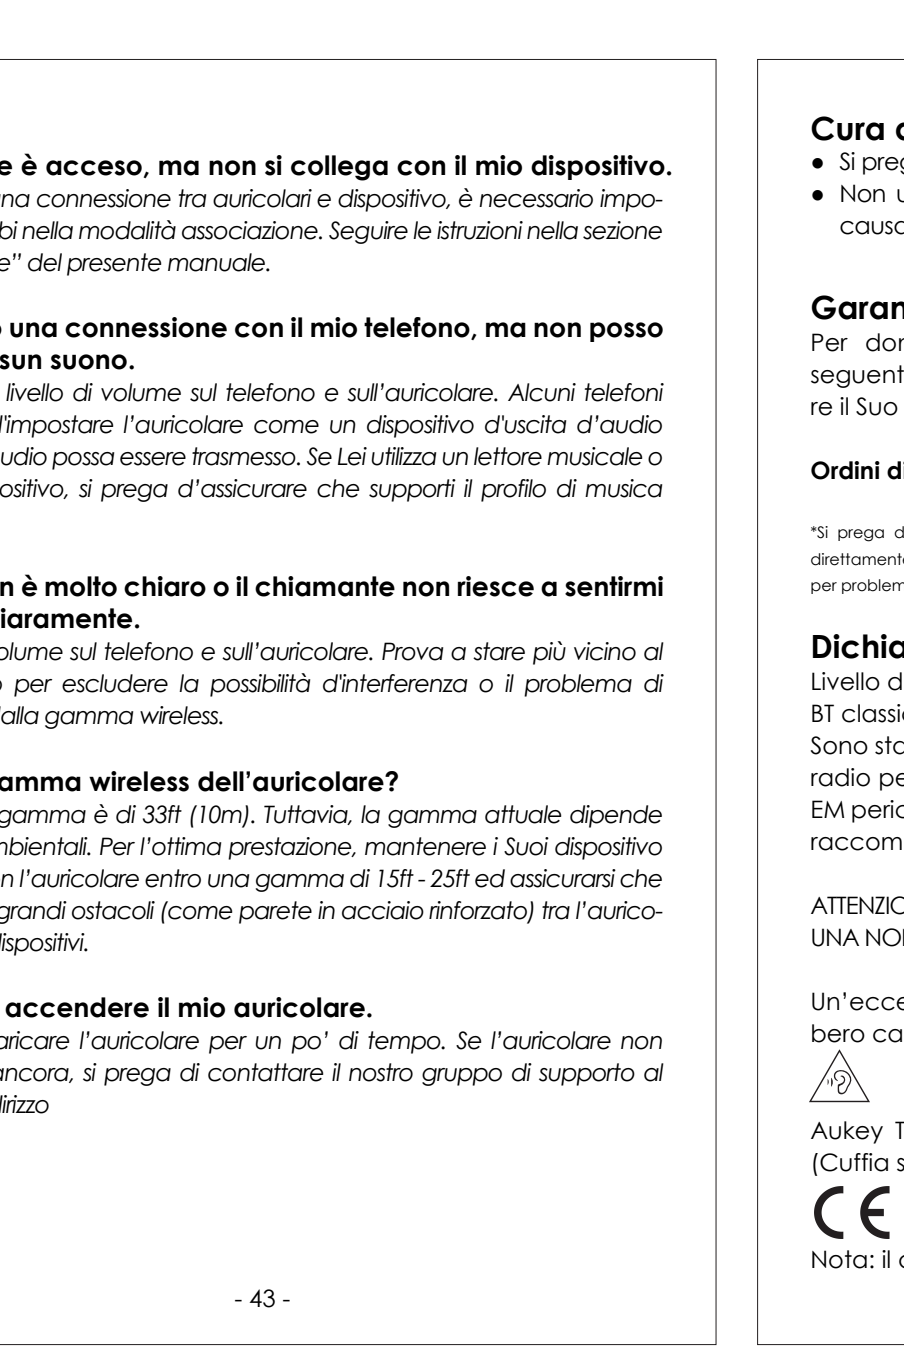 e è acceso, ma non si collega con il mio dispositivo.
na connessione tra auricolari e dispositivo, è necessario impo-
bi nella modalità associazione. Seguire le istruzioni nella sezione
e” del presente manuale.
o una connessione con il mio telefono, ma non posso
sun suono.
livello di volume sul telefono e sull’auricolare. Alcuni telefoni
l'impostare l’auricolare come un dispositivo d'uscita d’audio
udio possa essere trasmesso. Se Lei utilizza un lettore musicale o
ositivo, si prega d’assicurare che supporti il profilo di musica
n è molto chiaro o il chiamante non riesce a sentirmi
iaramente.
olume sul telefono e sull’auricolare. Prova a stare più vicino al
o per escludere la possibilità d'interferenza o il problema di
alla gamma wireless.
amma wireless dell’auricolare?
gamma è di 33ft (10m). Tuttavia, la gamma attuale dipende
mbientali. Per l’ottima prestazione, mantenere i Suoi dispositivo
n l’auricolare entro una gamma di 15ft - 25ft ed assicurarsi che
grandi ostacoli (come parete in acciaio rinforzato) tra l’aurico-
ispositivi.
accendere il mio auricolare.
aricare l’auricolare per un po’ di tempo. Se l’auricolare non
ancora, si prega di contattare il nostro gruppo di supporto al
dirizzo
- 43 -
Cura
● Si preg
● Non u
causa
Garan
Per don
seguent
re il Suo
Ordini di
*Si prega d
direttamente
per problem
Dichia
Livello d
BT classic
Sono sta
radio pe
EM peric
raccom
ATTENZIO
UNA NOR
Un’ecce
bero ca
Aukey T
(Cuffia s
CE
Nota: il